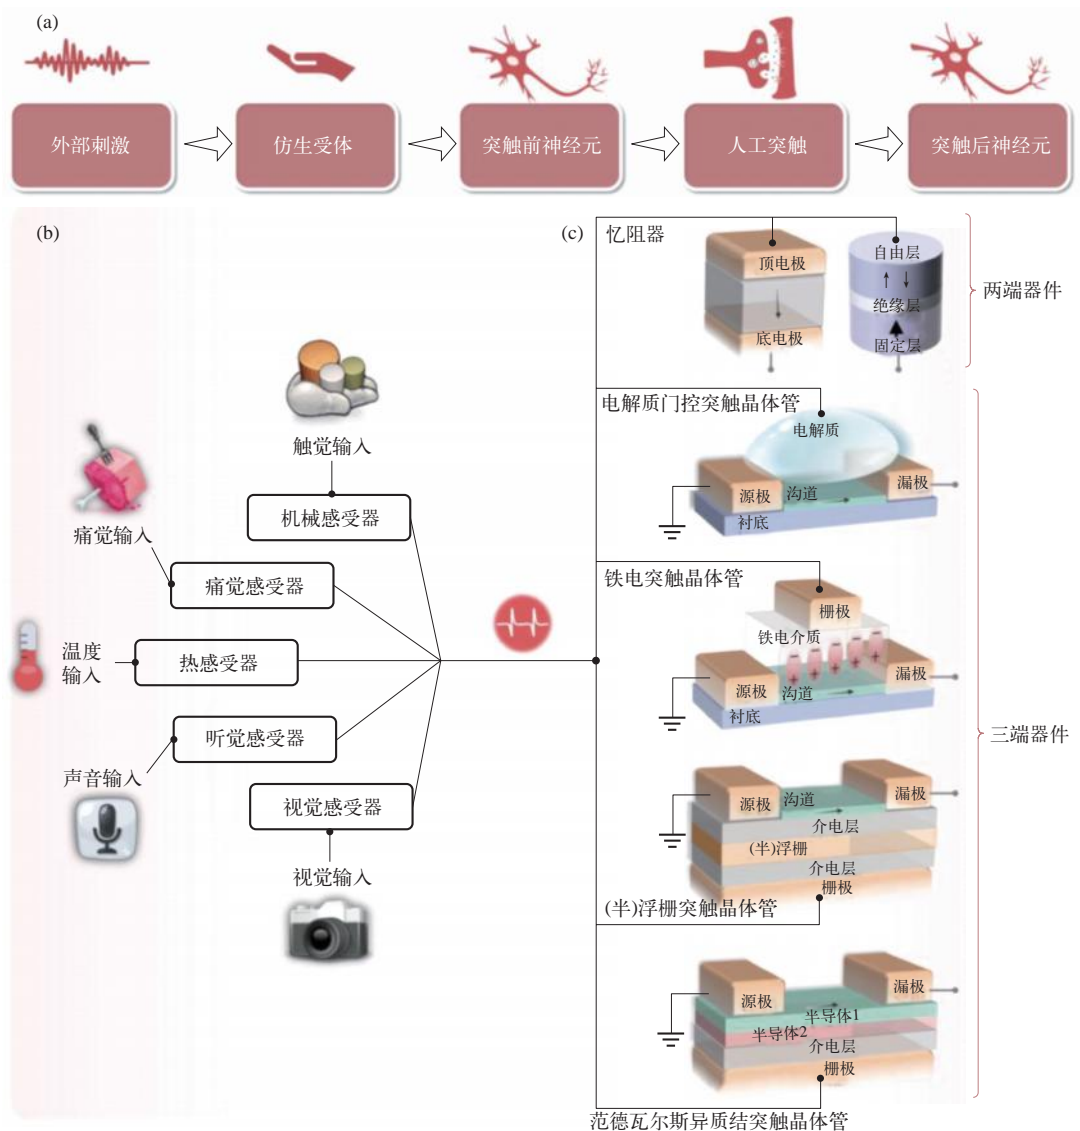 (a)
外部刺激
仿生受体
突触前神经元
人工突触
突触后神经元
(b)
触觉输入
机械感受器
痛觉输入
痛觉感受器
温度
输入
热感受器
听觉感受器
声音输入
视觉感受器
视觉输入
(c)
忆阻器
顶电极
底电极
自由层
绝缘层
固定层
两端器件
电解质门控突触晶体管
电解质
源极
沟道
漏极
衬底
铁电突触晶体管
栅极
铁电介质
源极
沟道
漏极
衬底
三端器件
源极
沟道
漏极
介电层
(半)浮栅
介电层
栅极
(半)浮栅突触晶体管
源极
漏极
半导体1
半导体2
介电层
栅极
范德瓦尔斯异质结突触晶体管